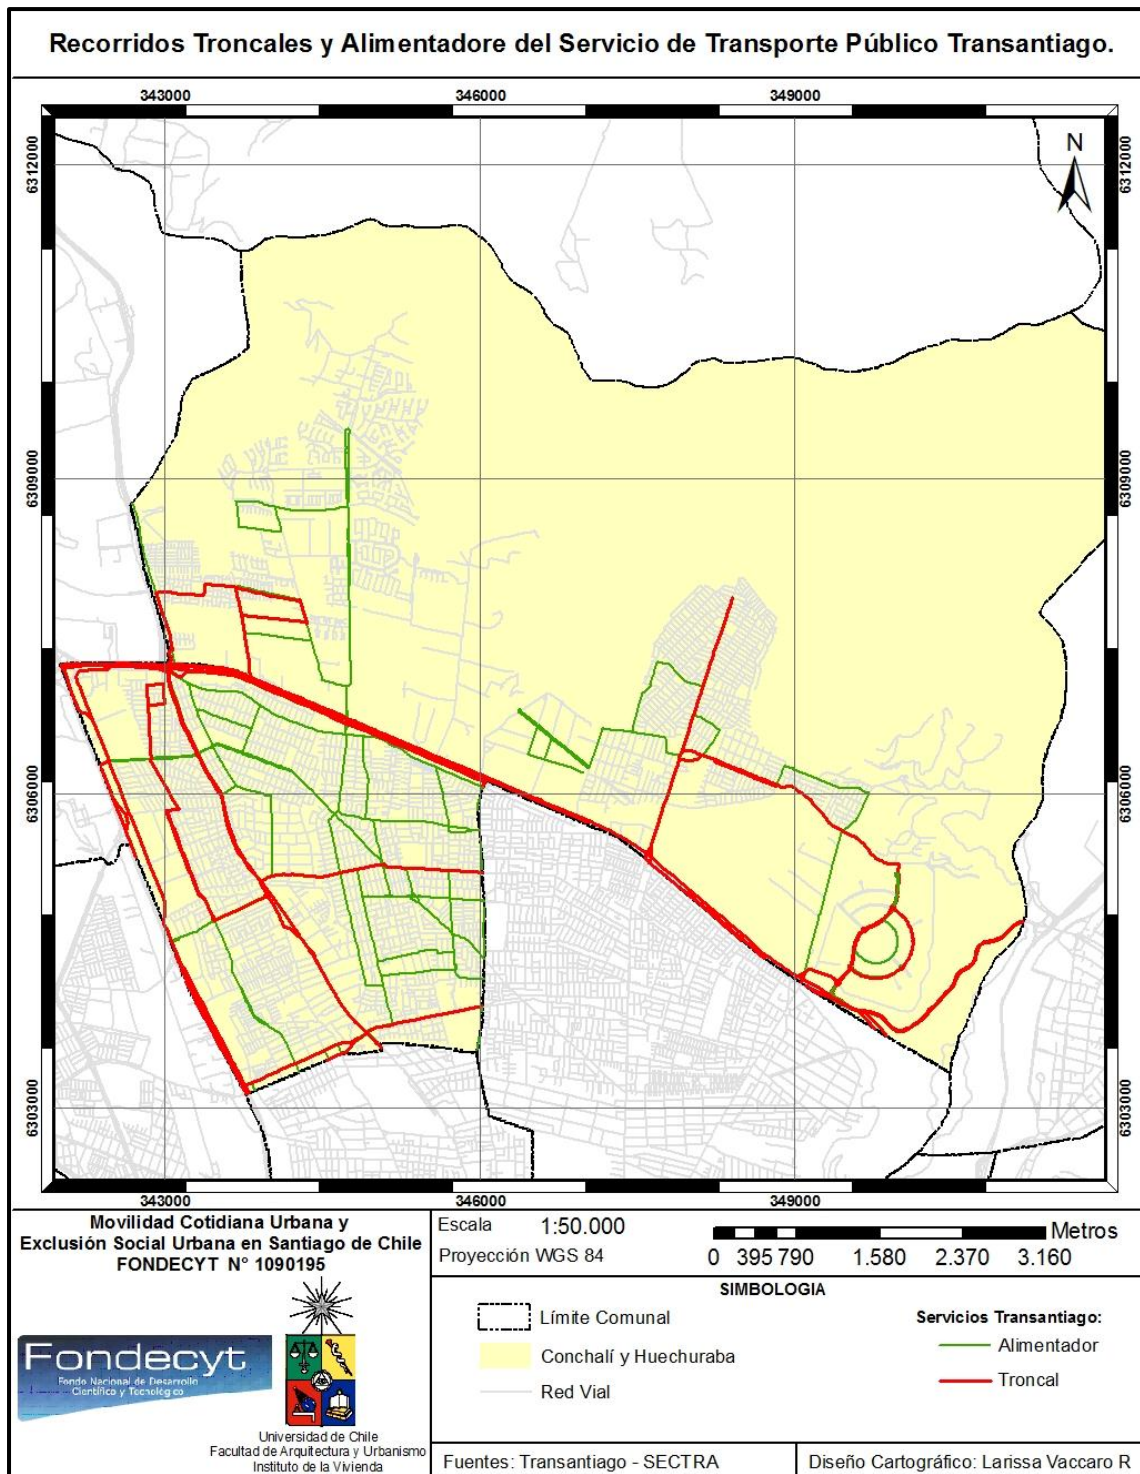 Recorridos Troncales y Alimentadore del Servicio de Transporte Público Transantiago.
343000 346000 349000
6312000 6312000
N
6309000 6309000
6306000 6306000
6303000 6303000
343000 346000 349000
Movilidad Cotidiana Urbana y
Exclusión Social Urbana en Santiago de Chile
FONDECYT N° 1090195
Fondecyt
Fondo Nacional de Desarrollo
Científico y Tecnológico
Universidad de Chile
Facultad de Arquitectura y Urbanismo
Instituto de la Vivienda
Escala 1:50.000
Proyección WGS 84
Metros
0 395 790 1.580 2.370 3.160
SIMBOLOGIA
Límite Comunal
Conchalí y Huechuraba
Red Vial
Servicios Transantiago:
Alimentador
Troncal
Fuentes: Transantiago - SECTRA
Diseño Cartográfico: Larissa Vaccaro R